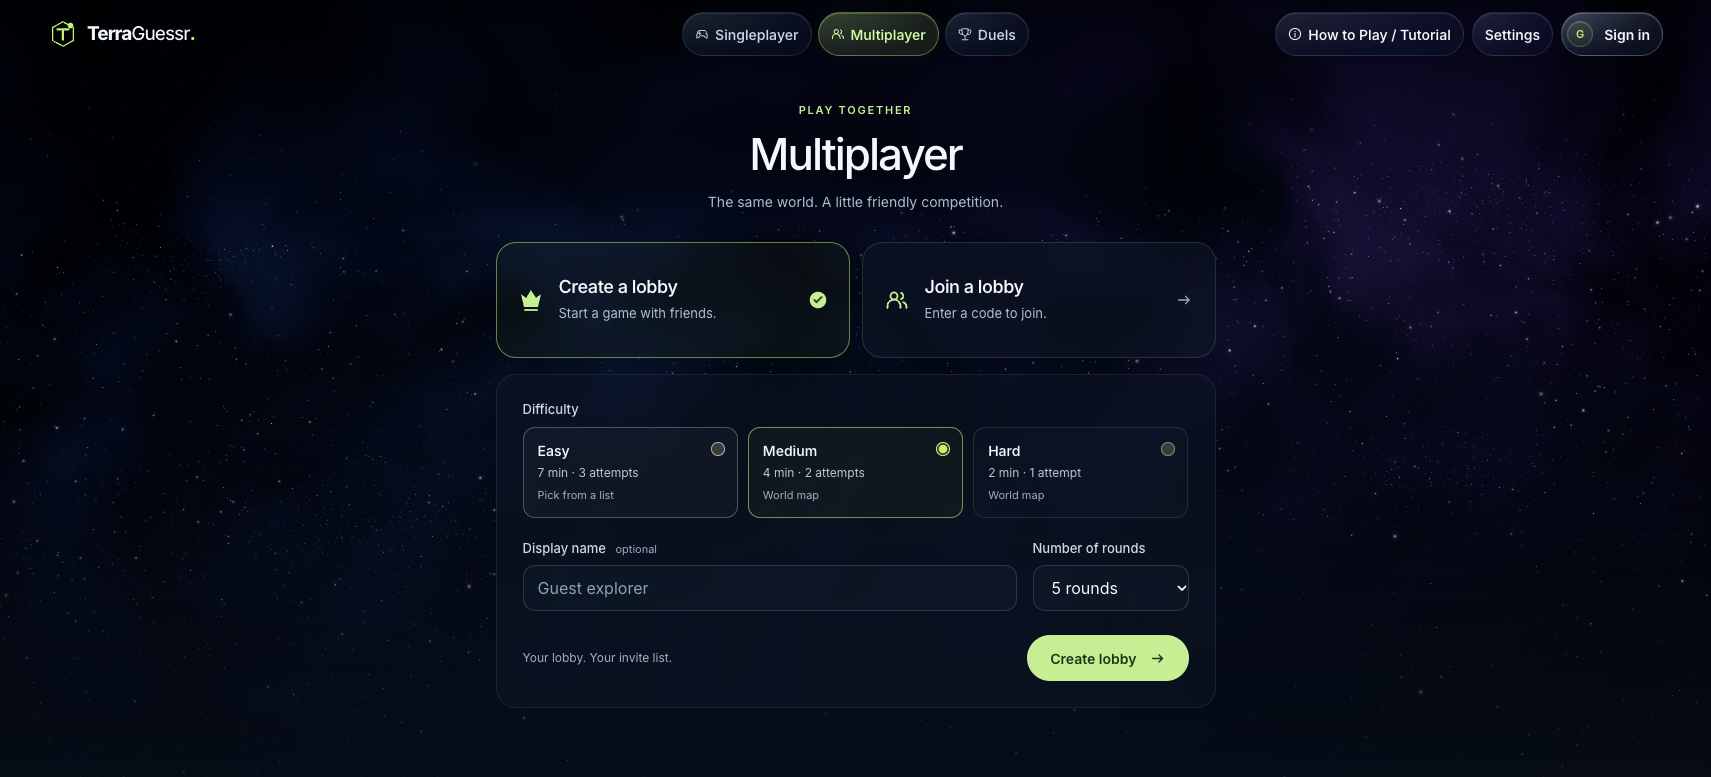 TerraGuessr.
Singleplayer
Multiplayer
Duels
How to Play / Tutorial
Settings
G
Sign in
PLAY TOGETHER
Multiplayer
The same world. A little friendly competition.
Create a lobby
Start a game with friends.
Join a lobby
Enter a code to join.
Difficulty
Easy
7 min · 3 attempts
Pick from a list
Medium
4 min · 2 attempts
World map
Hard
2 min · 1 attempt
World map
Display name optional
Guest explorer
Number of rounds
5 rounds
Your lobby. Your invite list.
Create lobby